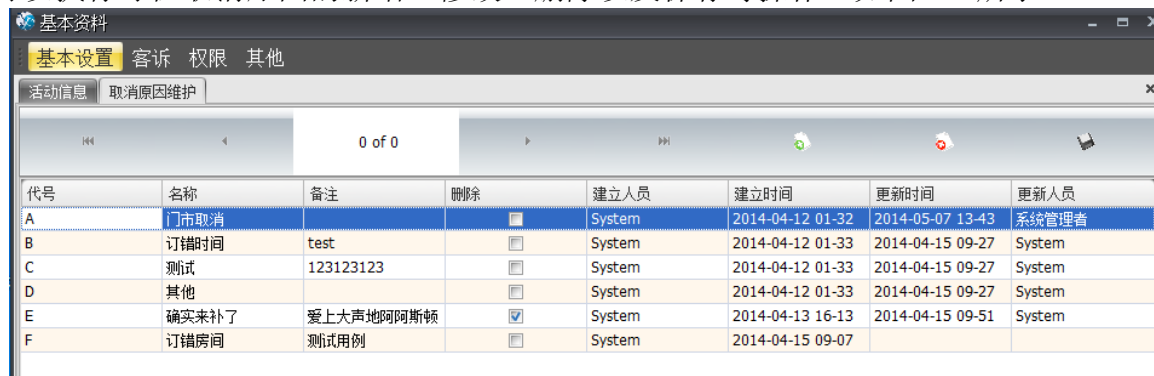 基本资料
基本设置 客诉 权限 其他
活动信息 取消原因维护
0 of 0
代号 名称 备注 删除 建立人员 建立时间 更新时间 更新人员
A 门市取消 System 2014-04-12 01-32 2014-05-07 13-43 系统管理者
B 订错时间 test System 2014-04-12 01-33 2014-04-15 09-27 System
C 测试 123123123 System 2014-04-12 01-33 2014-04-15 09-27 System
D 其他 System 2014-04-12 01-33 2014-04-15 09-27 System
E 确实来补了 爱上大声地阿阿斯顿 System 2014-04-13 16-13 2014-04-15 09-51 System
F 订错房间 测试用例 System 2014-04-15 09-07